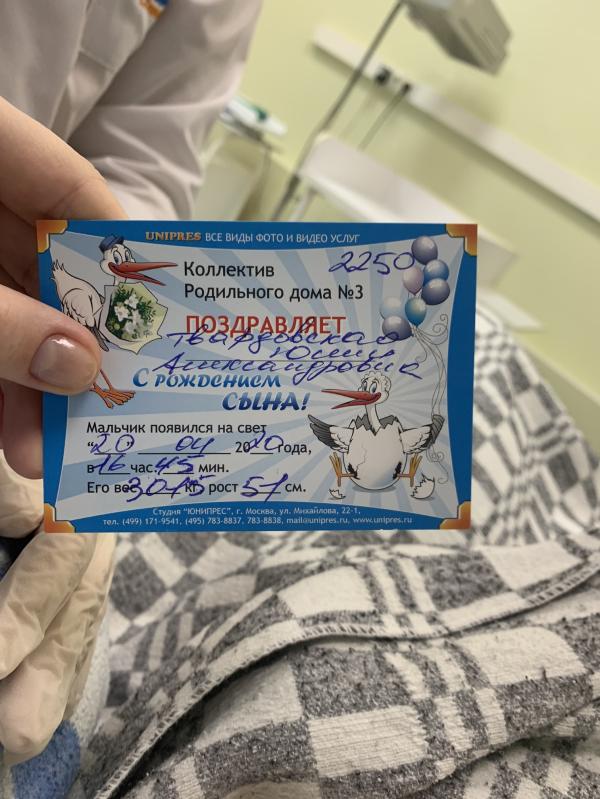 UNIPRES ВСЕ ВИДЫ ФОТО И ВИДЕО УСЛУГ
Коллектив 2250
Родильного дома №3
ПОЗДРАВЛЯЕТ
Твардовская
Юлия
Александровна
С РОЖДЕНИЕМ
СЫНА!
Мальчик появился на свет
"20" 04 2020 года,
в 16 час. 45 мин.
Его вес 3015 кг рост 51 см.
Студия "ЮНИПРЕС", г. Москва, ул. Михайлова, 22-1,
тел. (499) 171-9541, (495) 783-8837, 783-8838, mail@unipres.ru, www.unipres.ru